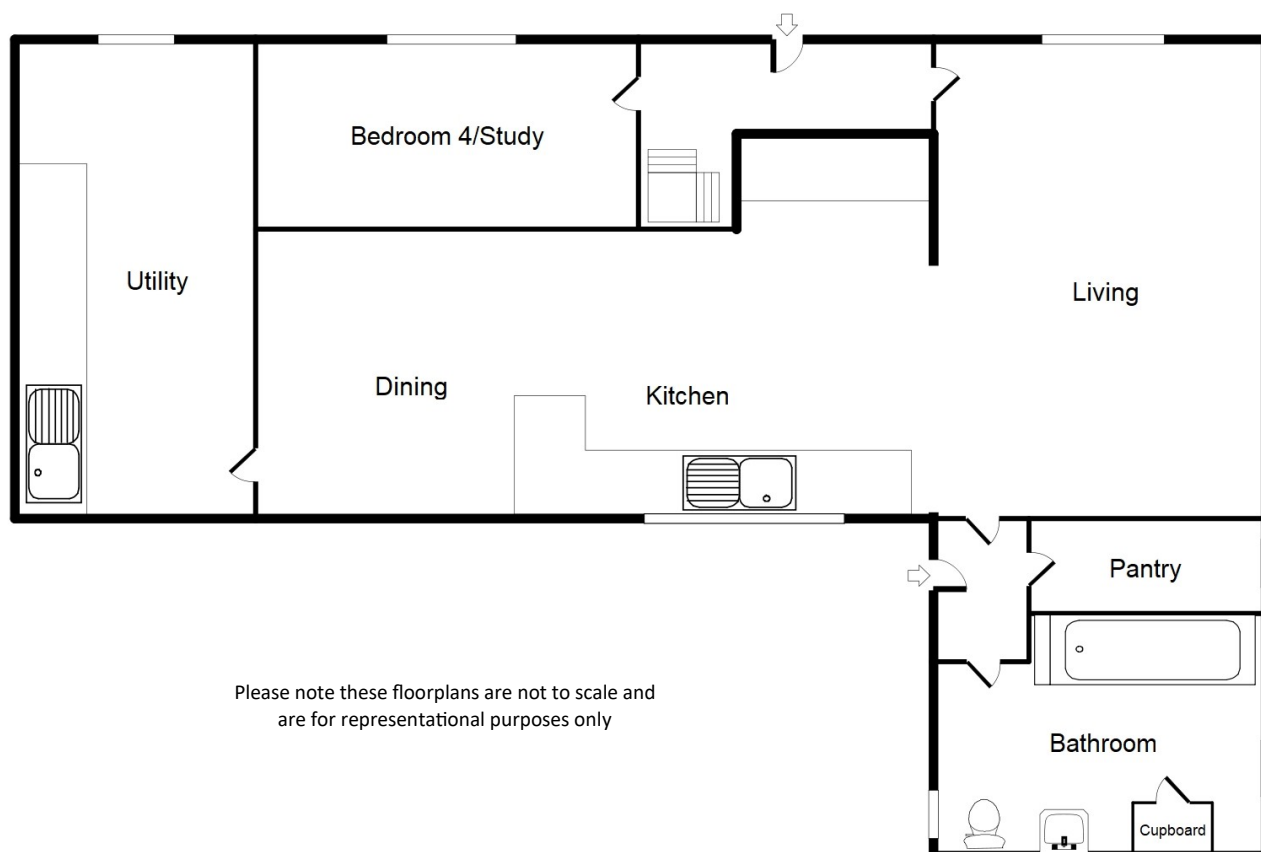 Bedroom 4/Study
Utility
Living
Dining
Kitchen
Pantry
Please note these floorplans are not to scale and
are for representational purposes only
Bathroom
Cupboard